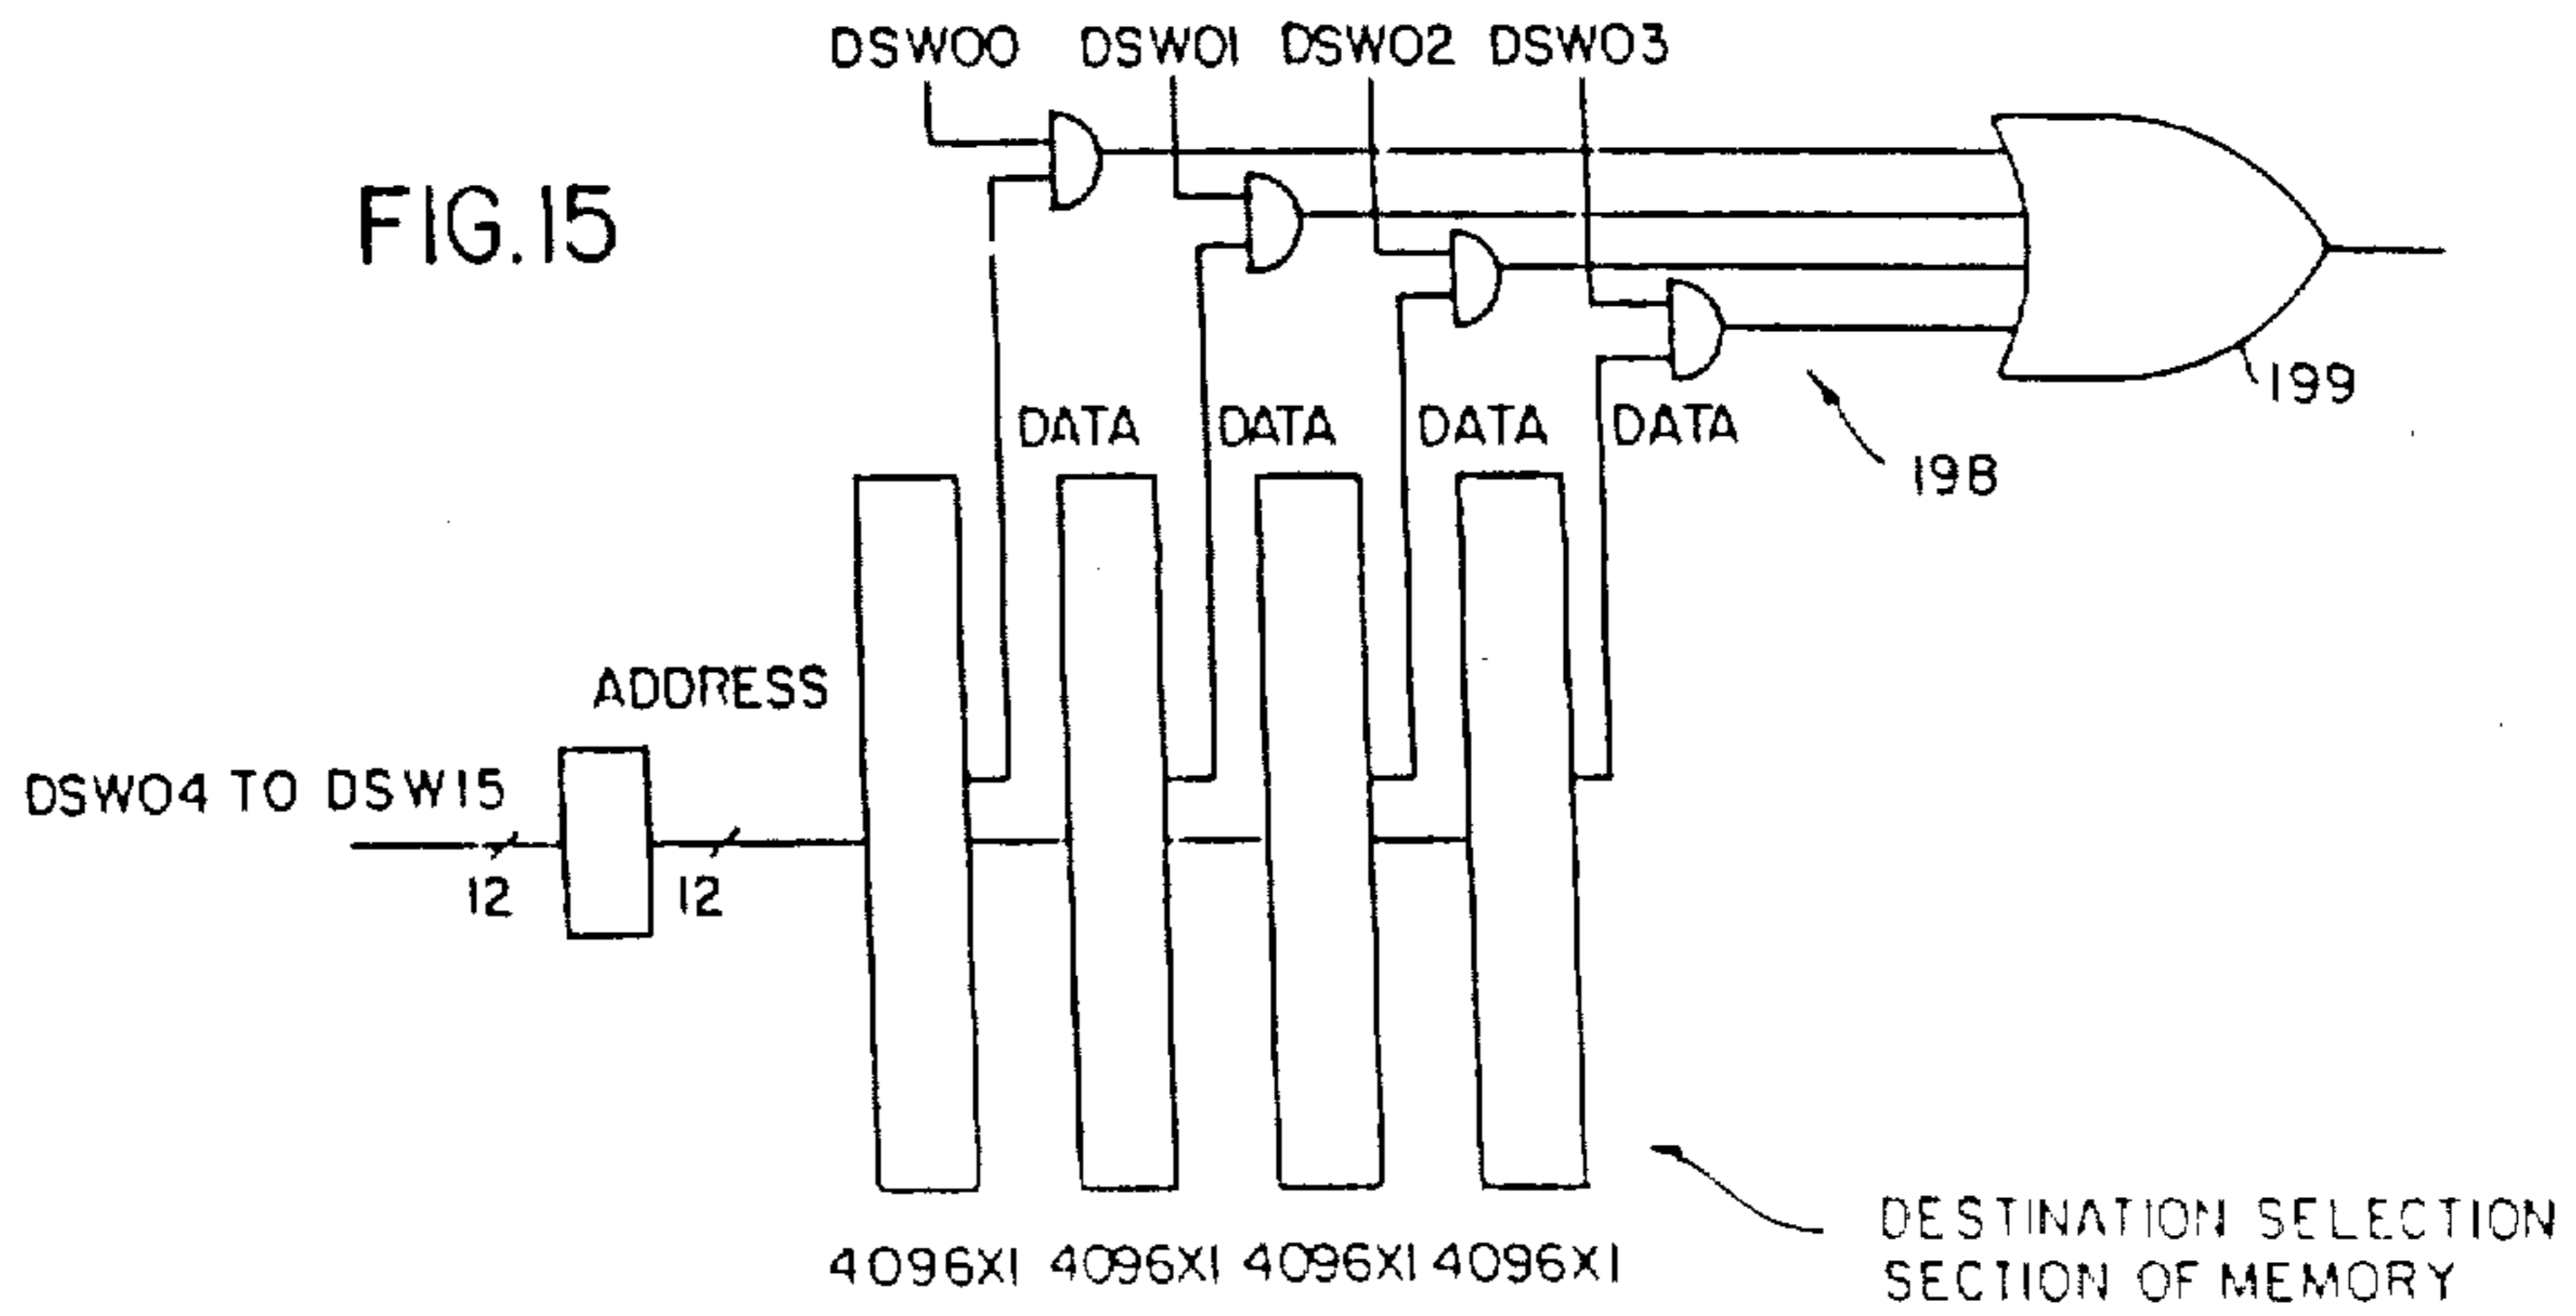 DSW00 DSW01 DSW02 DSW03
FIG.15
199
DATA DATA DATA DATA
198
ADDRESS
DSW04 TO DSW15
12 12
4096X1 4096X1 4096X1 4096X1
DESTINATION SELECTION
SECTION OF MEMORY